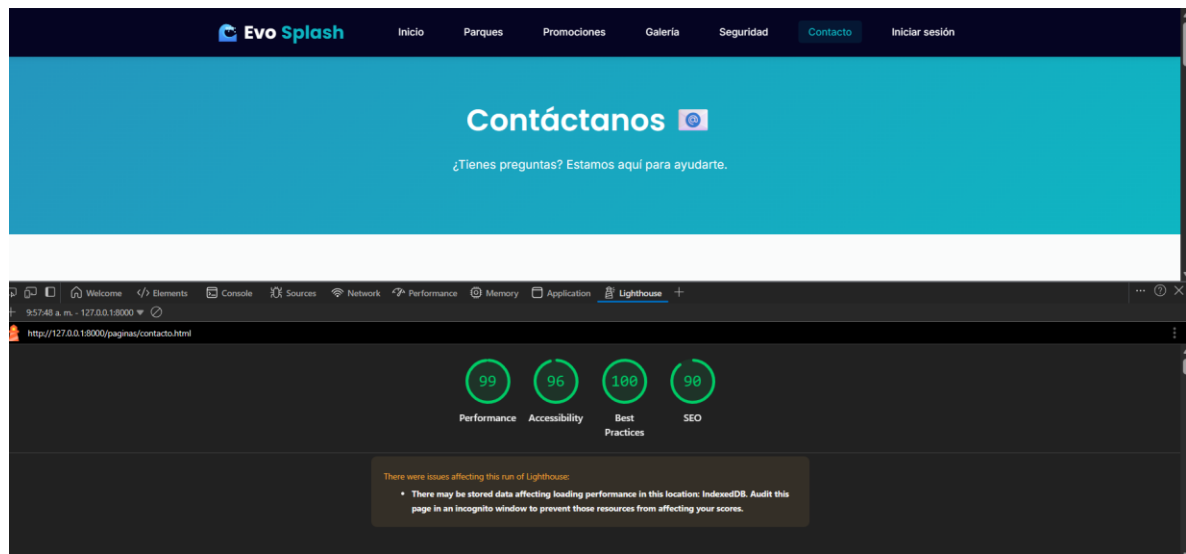 Evo Splash Inicio Parques Promociones Galería Seguridad Contacto Iniciar sesión
Contáctanos
¿Tienes preguntas? Estamos aquí para ayudarte.
Welcome Elements Console Sources Network Performance Memory Application Lighthouse
9:57:48 a. m. - 127.0.0.1:8000
http://127.0.0.1:8000/paginas/contacto.html
99 96 100 90
Performance Accessibility Best Practices SEO
There were issues affecting this run of Lighthouse:
• There may be stored data affecting loading performance in this location: IndexedDB. Audit this
page in an incognito window to prevent those resources from affecting your scores.